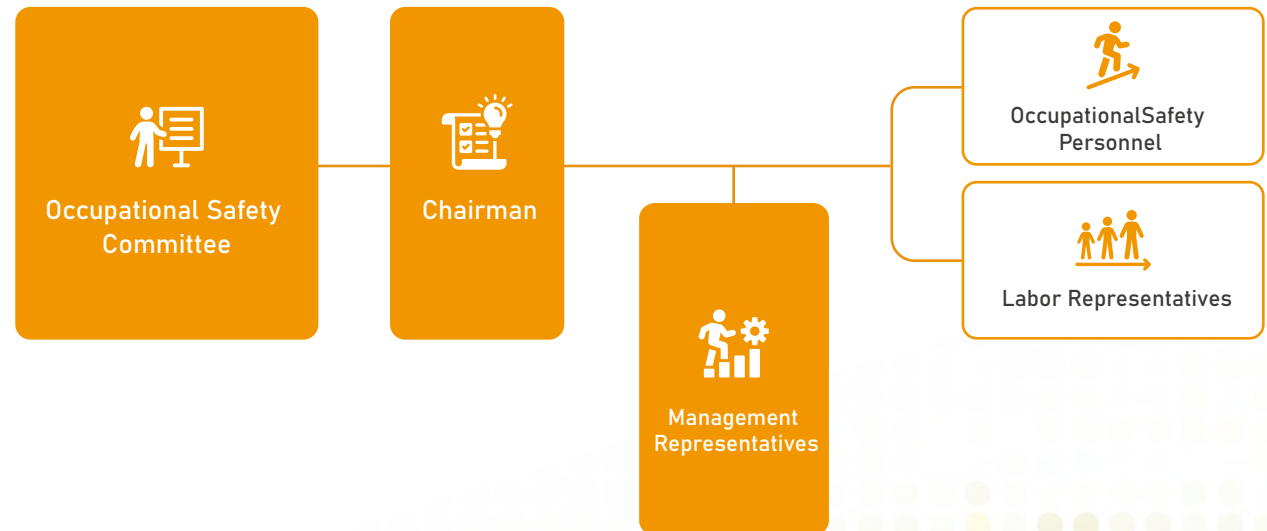 Occupational Safety
Committee
Chairman
Management
Representatives
OccupationalSafety
Personnel
Labor Representatives